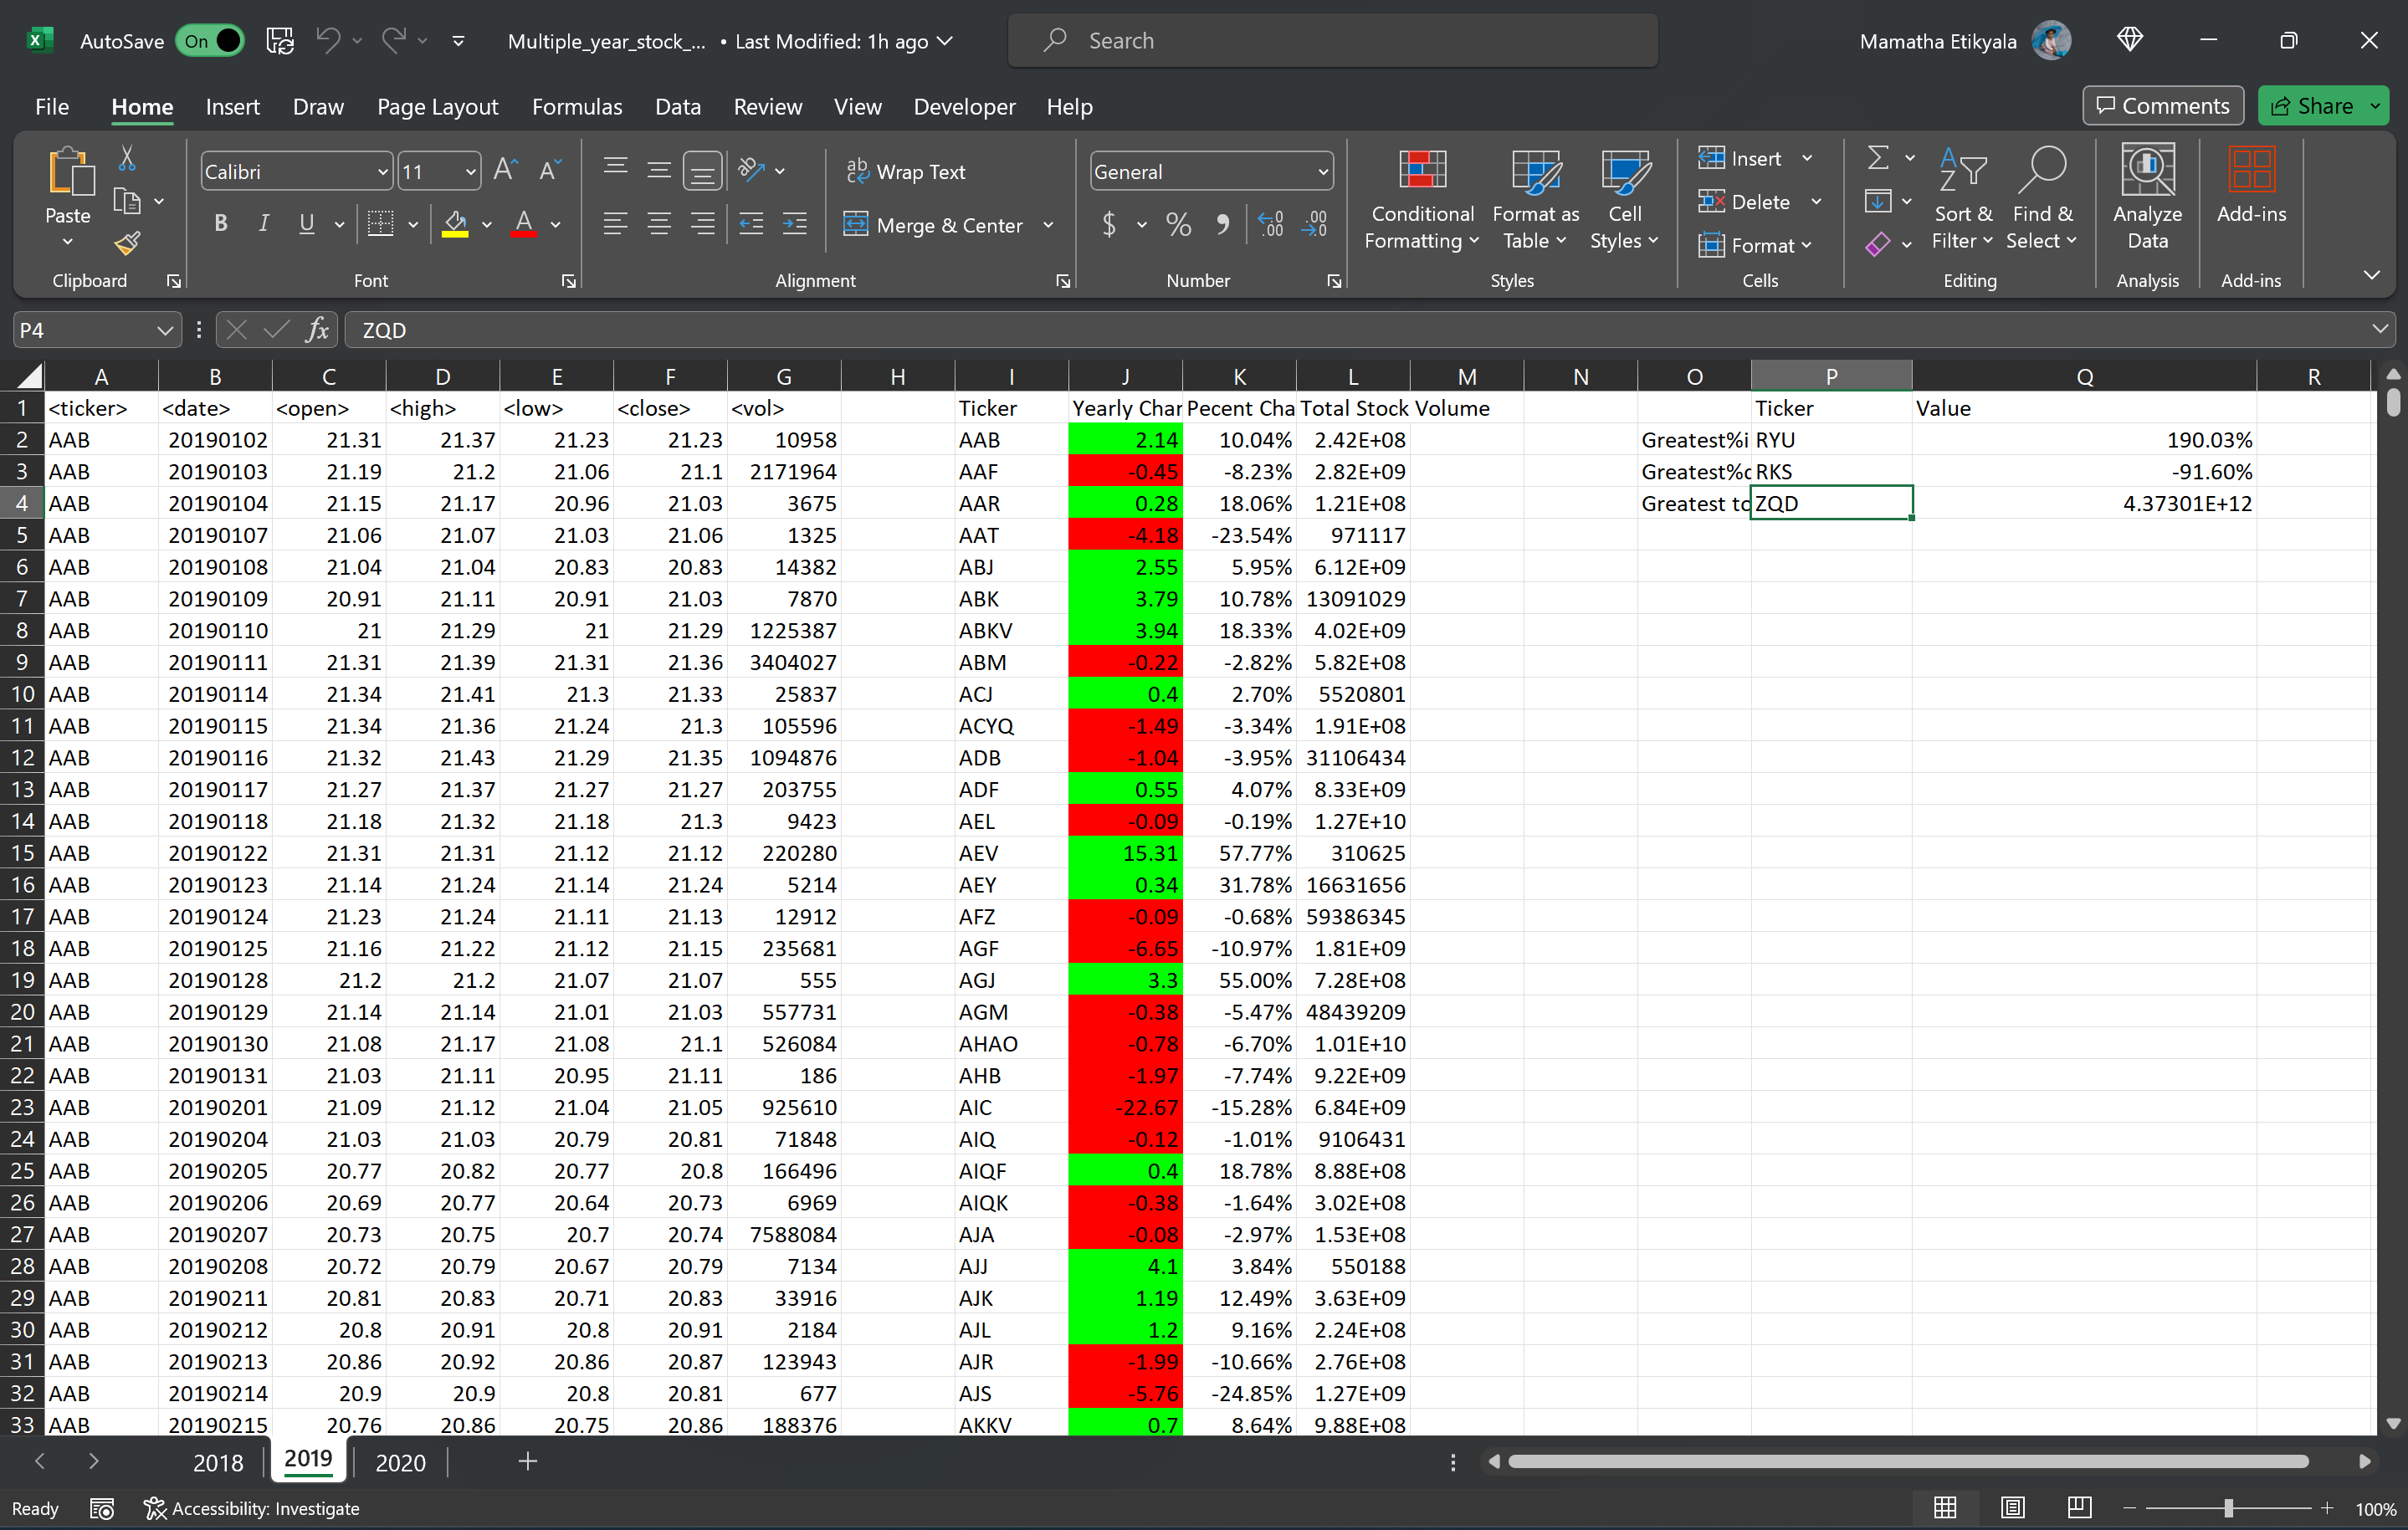 AutoSave On Multiple_year_stock_... • Last Modified: 1h ago Search Mamatha Etikyala
File Home Insert Draw Page Layout Formulas Data Review View Developer Help Comments Share
Paste Calibri 11 Wrap Text General Conditional Formatting Format as Table Cell Styles Insert Sort & Filter Find & Select Analyze Data Add-ins
B I U Merge & Center $ % Delete
Format
Clipboard Font Alignment Number Styles Cells Editing Analysis Add-ins
P4 fx ZQD
A B C D E F G H I J K L M N O P Q R
1 <ticker> <date> <open> <high> <low> <close> <vol> Ticker Yearly Char Pecent Cha Total Stock Volume Ticker Value
2 AAB 20190102 21.31 21.37 21.23 21.23 10958 AAB 2.14 10.04% 2.42E+08 Greatest%i RYU 190.03%
3 AAB 20190103 21.19 21.2 21.06 21.1 2171964 AAF -0.45 -8.23% 2.82E+09 Greatest%c RKS -91.60%
4 AAB 20190104 21.15 21.17 20.96 21.03 3675 AAR 0.28 18.06% 1.21E+08 Greatest to ZQD 4.37301E+12
5 AAB 20190107 21.06 21.07 21.03 21.06 1325 AAT -4.18 -23.54% 971117
6 AAB 20190108 21.04 21.04 20.83 20.83 14382 ABJ 2.55 5.95% 6.12E+09
7 AAB 20190109 20.91 21.11 20.91 21.03 7870 ABK 3.79 10.78% 13091029
8 AAB 20190110 21 21.29 21 21.29 1225387 ABKV 3.94 18.33% 4.02E+09
9 AAB 20190111 21.31 21.39 21.31 21.36 3404027 ABM -0.22 -2.82% 5.82E+08
10 AAB 20190114 21.34 21.41 21.3 21.33 25837 ACJ 0.4 2.70% 5520801
11 AAB 20190115 21.34 21.36 21.24 21.3 105596 ACYQ -1.49 -3.34% 1.91E+08
12 AAB 20190116 21.32 21.43 21.29 21.35 1094876 ADB -1.04 -3.95% 31106434
13 AAB 20190117 21.27 21.37 21.27 21.27 203755 ADF 0.55 4.07% 8.33E+09
14 AAB 20190118 21.18 21.32 21.18 21.3 9423 AEL -0.09 -0.19% 1.27E+10
15 AAB 20190122 21.31 21.31 21.12 21.12 220280 AEV 15.31 57.77% 310625
16 AAB 20190123 21.14 21.24 21.14 21.24 5214 AEY 0.34 31.78% 16631656
17 AAB 20190124 21.23 21.24 21.11 21.13 12912 AFZ -0.09 -0.68% 59386345
18 AAB 20190125 21.16 21.22 21.12 21.15 235681 AGF -6.65 -10.97% 1.81E+09
19 AAB 20190128 21.2 21.2 21.07 21.07 555 AGJ 3.3 55.00% 7.28E+08
20 AAB 20190129 21.14 21.14 21.01 21.03 557731 AGM -0.38 -5.47% 48439209
21 AAB 20190130 21.08 21.17 21.08 21.1 526084 AHAO -0.78 -6.70% 1.01E+10
22 AAB 20190131 21.03 21.11 20.95 21.11 186 AHB -1.97 -7.74% 9.22E+09
23 AAB 20190201 21.09 21.12 21.04 21.05 925610 AIC -22.67 -15.28% 6.84E+09
24 AAB 20190204 21.03 21.03 20.79 20.81 71848 AIQ -0.12 -1.01% 9106431
25 AAB 20190205 20.77 20.82 20.77 20.8 166496 AIQF 0.4 18.78% 8.88E+08
26 AAB 20190206 20.69 20.77 20.64 20.73 6969 AIQK -0.38 -1.64% 3.02E+08
27 AAB 20190207 20.73 20.75 20.7 20.74 7588084 AJA -0.08 -2.97% 1.53E+08
28 AAB 20190208 20.72 20.79 20.67 20.79 7134 AJJ 4.1 3.84% 550188
29 AAB 20190211 20.81 20.83 20.71 20.83 33916 AJK 1.19 12.49% 3.63E+09
30 AAB 20190212 20.8 20.91 20.8 20.91 2184 AJL 1.2 9.16% 2.24E+08
31 AAB 20190213 20.86 20.92 20.86 20.87 123943 AJR -1.99 -10.66% 2.76E+08
32 AAB 20190214 20.9 20.9 20.8 20.81 677 AJS -5.76 -24.85% 1.27E+09
33 AAB 20190215 20.76 20.86 20.75 20.86 188376 AKKV 0.7 8.64% 9.88E+08
2018 2019 2020
Ready Accessibility: Investigate 100%